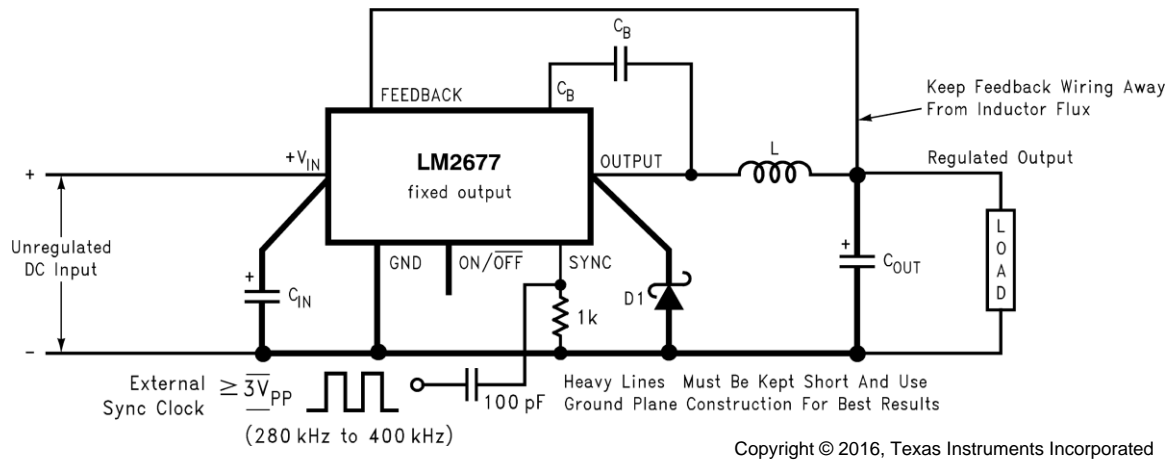 C_B
FEEDBACK
C_B
Keep Feedback Wiring Away
From Inductor Flux
+V_IN
LM2677
fixed output
OUTPUT
L
Regulated Output
+
Unregulated
DC Input
−
+
C_IN
GND
ON/O̅F̅F̅
SYNC
1k
D1
+
C_OUT
LOAD
External
Sync Clock
≥ 3V_PP
(280 kHz to 400 kHz)
100 pF
Heavy Lines Must Be Kept Short And Use
Ground Plane Construction For Best Results
Copyright © 2016, Texas Instruments Incorporated